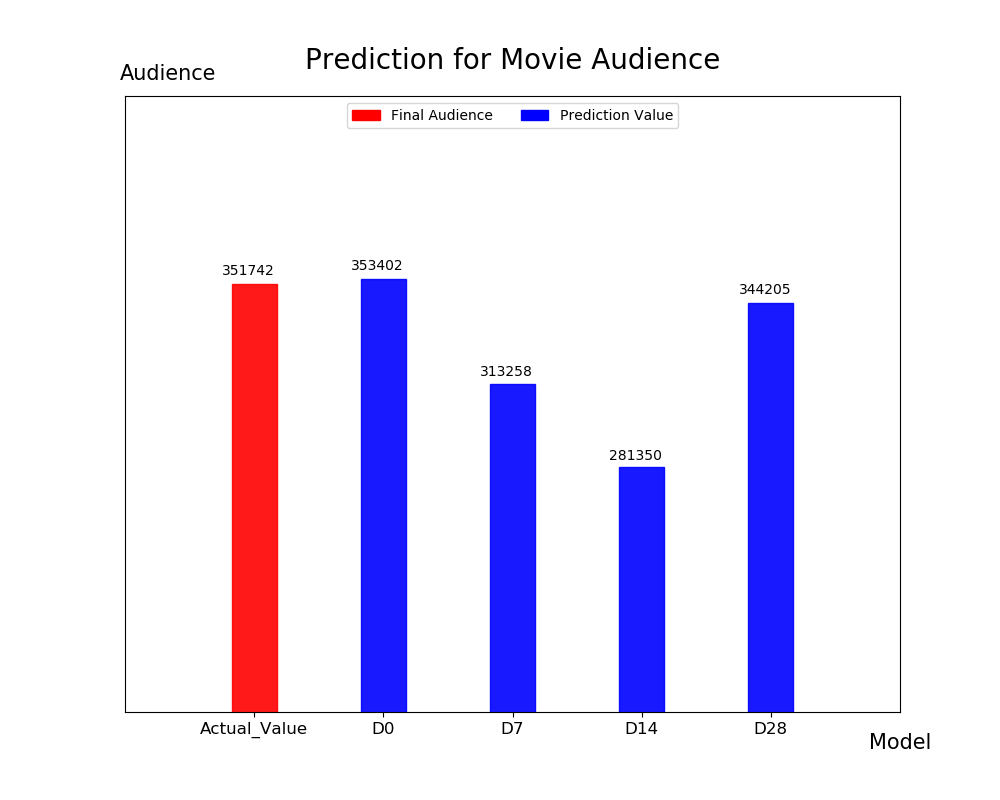 Prediction for Movie Audience
Audience
Final Audience
Prediction Value
351742
353402
313258
281350
344205
Actual_Value
D0
D7
D14
D28
Model